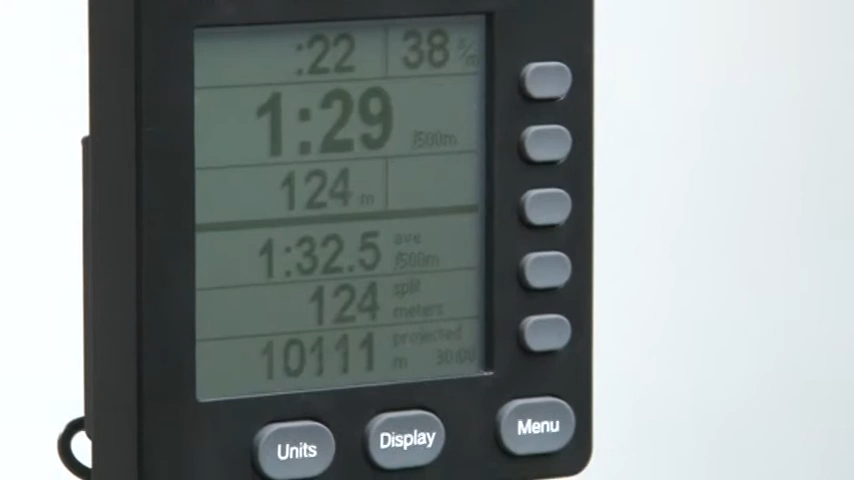 :22 38 s/m
1:29 /500m
124 m
1:32.5 ave /500m
124 split meters
10111 projected m 30:00
Units Display Menu